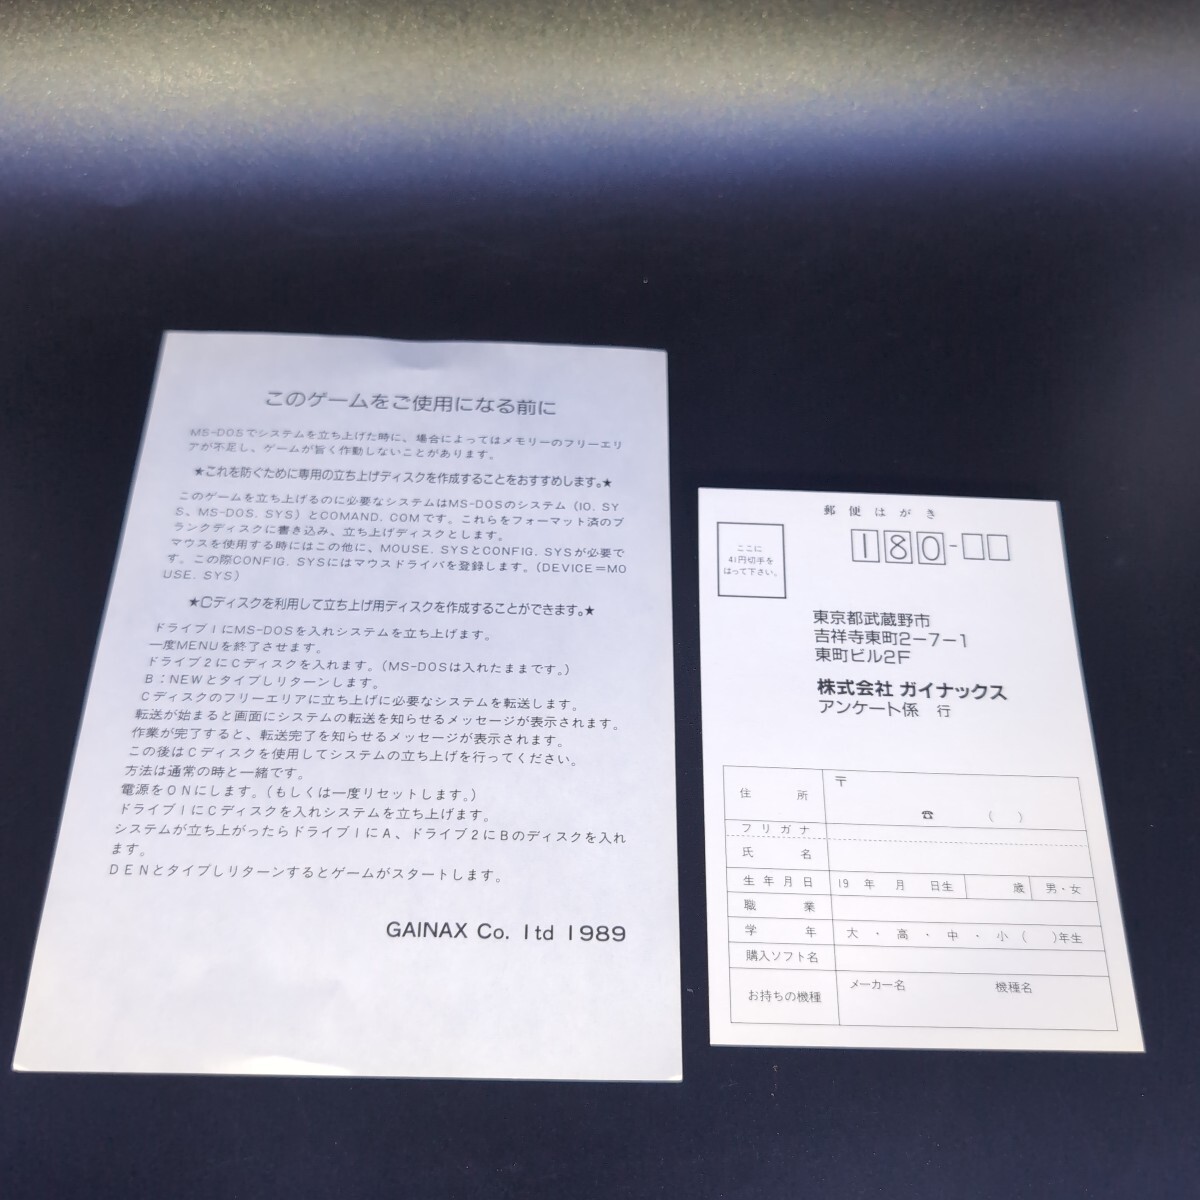 このゲームをご使用になる前に
MS-DOSでシステムを立ち上げた時に、場合によってはメモリーのフリーエリ
アが不足し、ゲームが旨く作動しないことがあります。
★これを防ぐために専用の立ち上げディスクを作成することをおすすめします。★
このゲームを立ち上げるのに必要なシステムはMS-DOSのシステム(IO. SY
S、MS-DOS. SYS)とCOMAND. COMです。これらをフォーマット済のブ
ランクディスクに書き込み、立ち上げディスクとします。
マウスを使用する時にはこの他に、MOUSE. SYSとCONFIG. SYSが必要で
す。この際CONFIG. SYSにはマウスドライバを登録します。(DEVICE=MO
USE. SYS)
★Cディスクを利用して立ち上げ用ディスクを作成することができます。★
ドライブ1にMS-DOSを入れシステムを立ち上げます。
一度MENUを終了させます。
ドライブ2にCディスクを入れます。(MS-DOSは入れたままです。)
B:NEWとタイプしリターンします。
Cディスクのフリーエリアに立ち上げに必要なシステムを転送します。
転送が始まると画面にシステムの転送を知らせるメッセージが表示されます。
作業が完了すると、転送完了を知らせるメッセージが表示されます。
この後はCディスクを使用してシステムの立ち上げを行ってください。
方法は通常の時と一緒です。
電源をONにします。(もしくは一度リセットします。)
ドライブ1にCディスクを入れシステムを立ち上げます。
システムが立ち上がったらドライブ1にA、ドライブ2にBのディスクを入れ
ます。
DENとタイプしリターンするとゲームがスタートします。
GAINAX Co. ltd 1989
郵便はがき
ここに
41円切手を
はって下さい。
180-
東京都武蔵野市
吉祥寺東町2-7-1
東町ビル2F
株式会社 ガイナックス
アンケート係 行
住所 〒
☎ ( )
フリガナ
氏名
生年月日 19 年 月 日生 歳 男・女
職業
学年 大・高・中・小( )年生
購入ソフト名
お持ちの機種 メーカー名 機種名